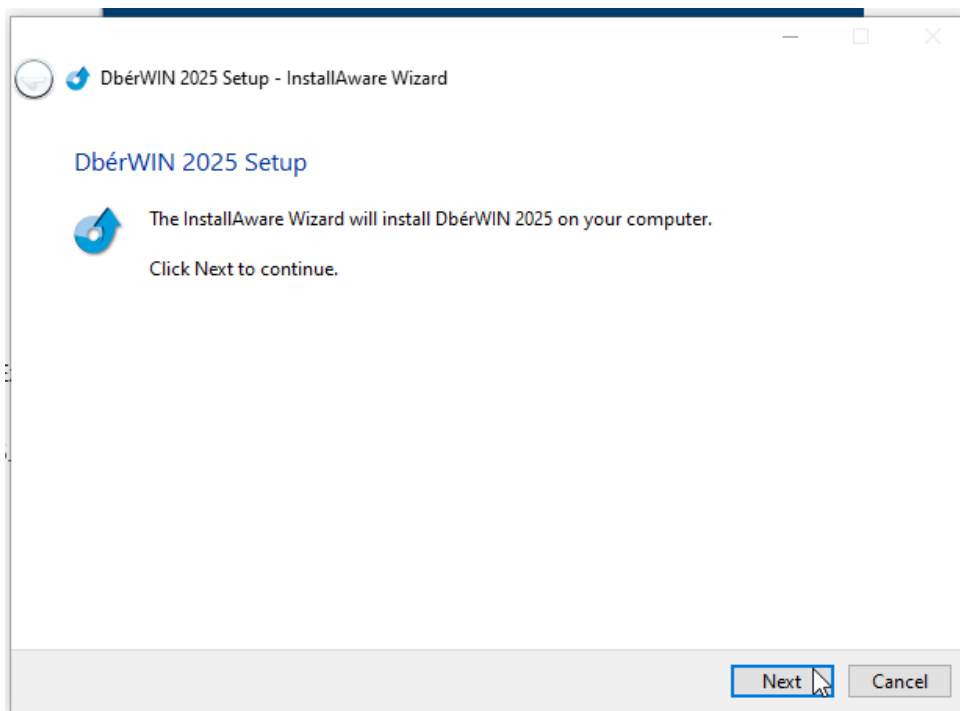 DbérWIN 2025 Setup - InstallAware Wizard
DbérWIN 2025 Setup
The InstallAware Wizard will install DbérWIN 2025 on your computer.
Click Next to continue.
Next
Cancel